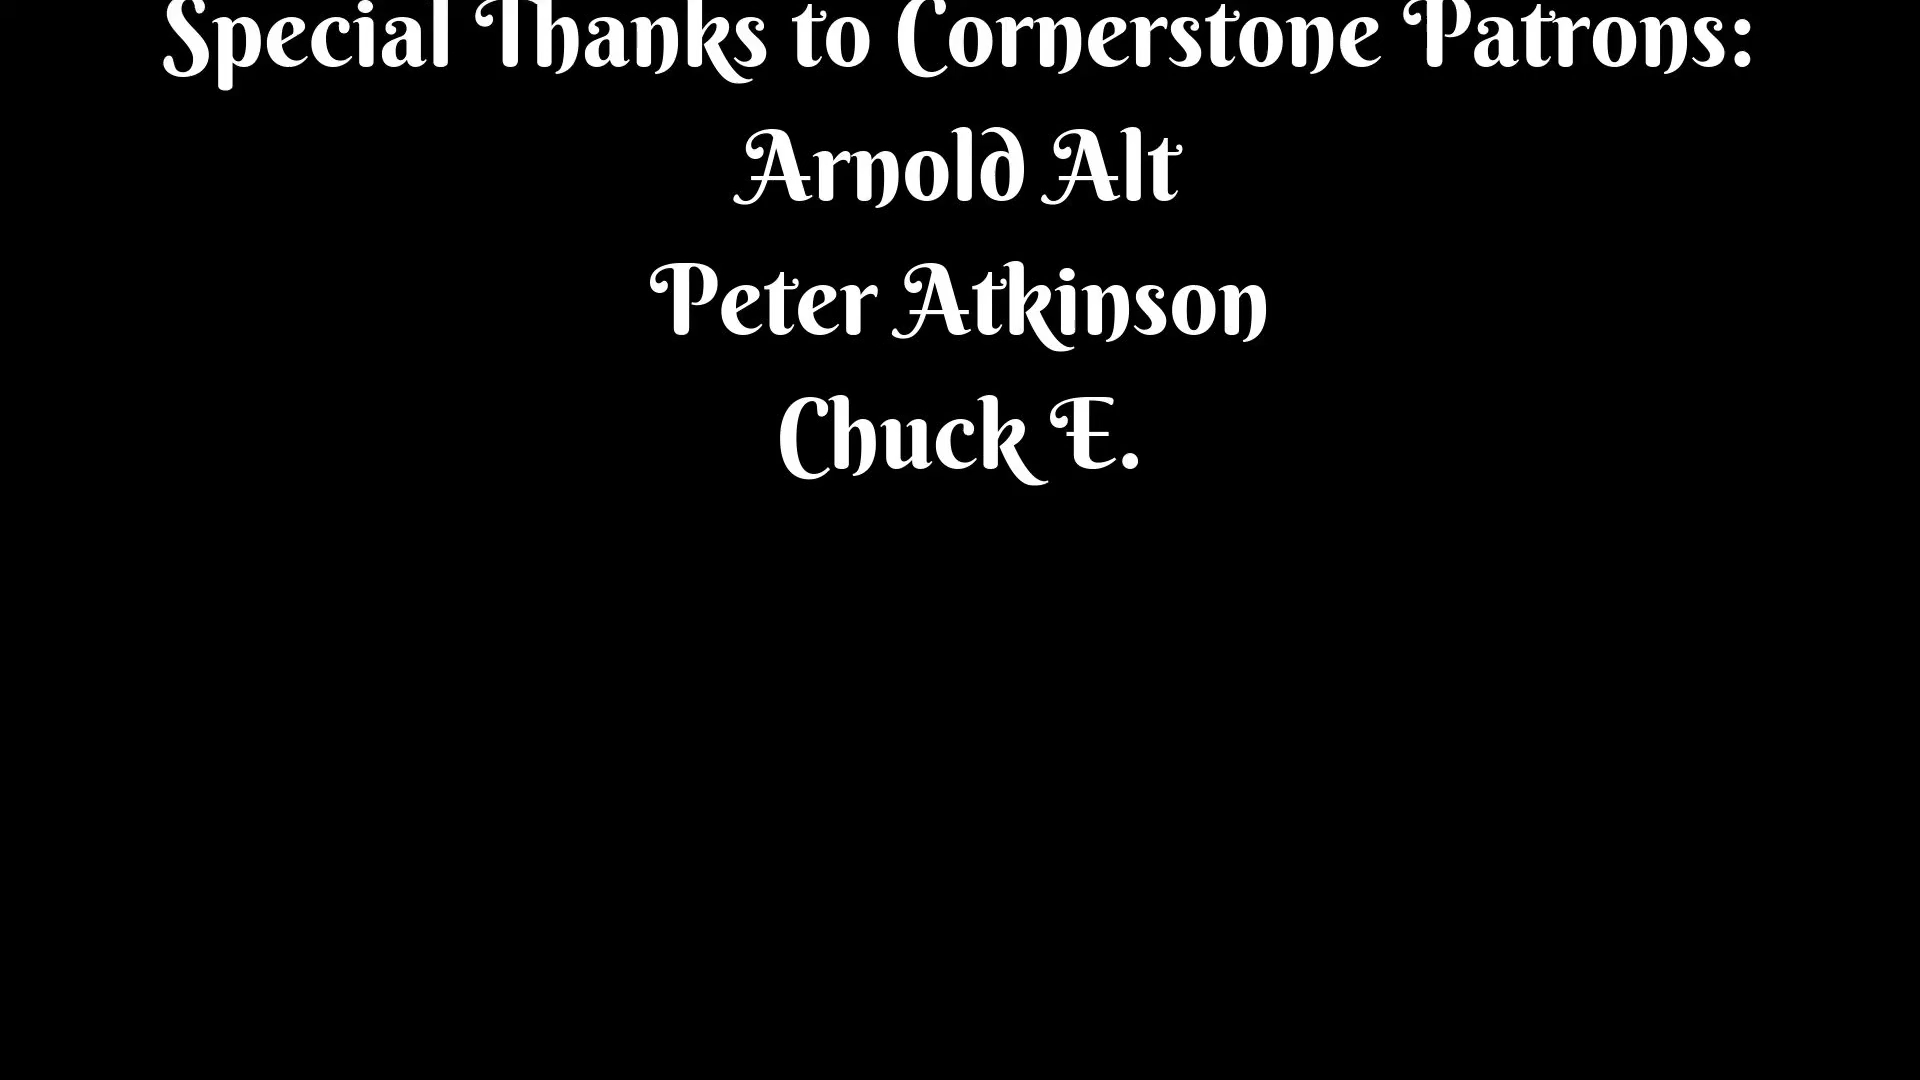 Special Thanks to Cornerstone Patrons:
Arnold Alt
Peter Atkinson
Chuck E.